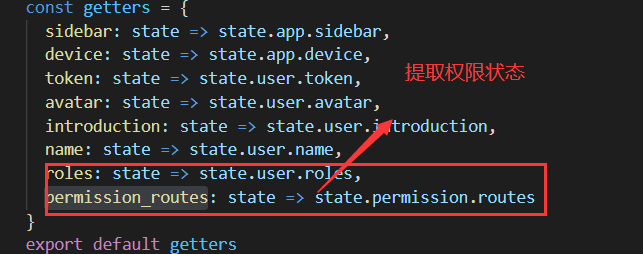 const getters = {
sidebar: state => state.app.sidebar,
device: state => state.app.device,
token: state => state.user.token,
提取权限状态
avatar: state => state.user.avatar,
introduction: state => state.user.introduction,
name: state => state.user.name,
roles: state => state.user.roles,
permission_routes: state => state.permission.routes
}
export default getters